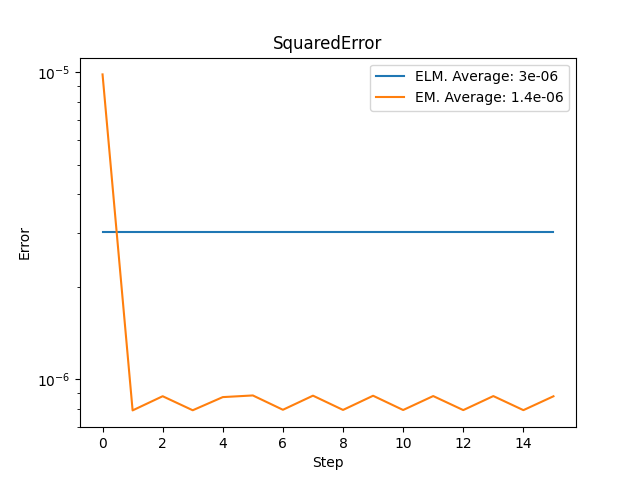 SquaredError
ELM. Average: 3e-06
EM. Average: 1.4e-06
Error
10⁻⁵
10⁻⁶
0 2 4 6 8 10 12 14
Step